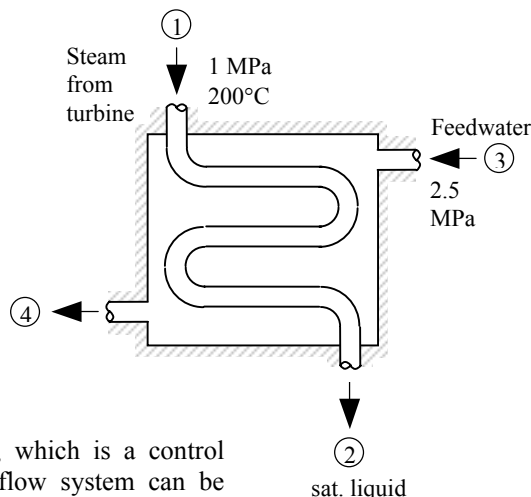 1
Steam
from
turbine
1 MPa
200°C
Feedwater
3
2.5
MPa
4
2
sat. liquid
which is a control
flow system can be